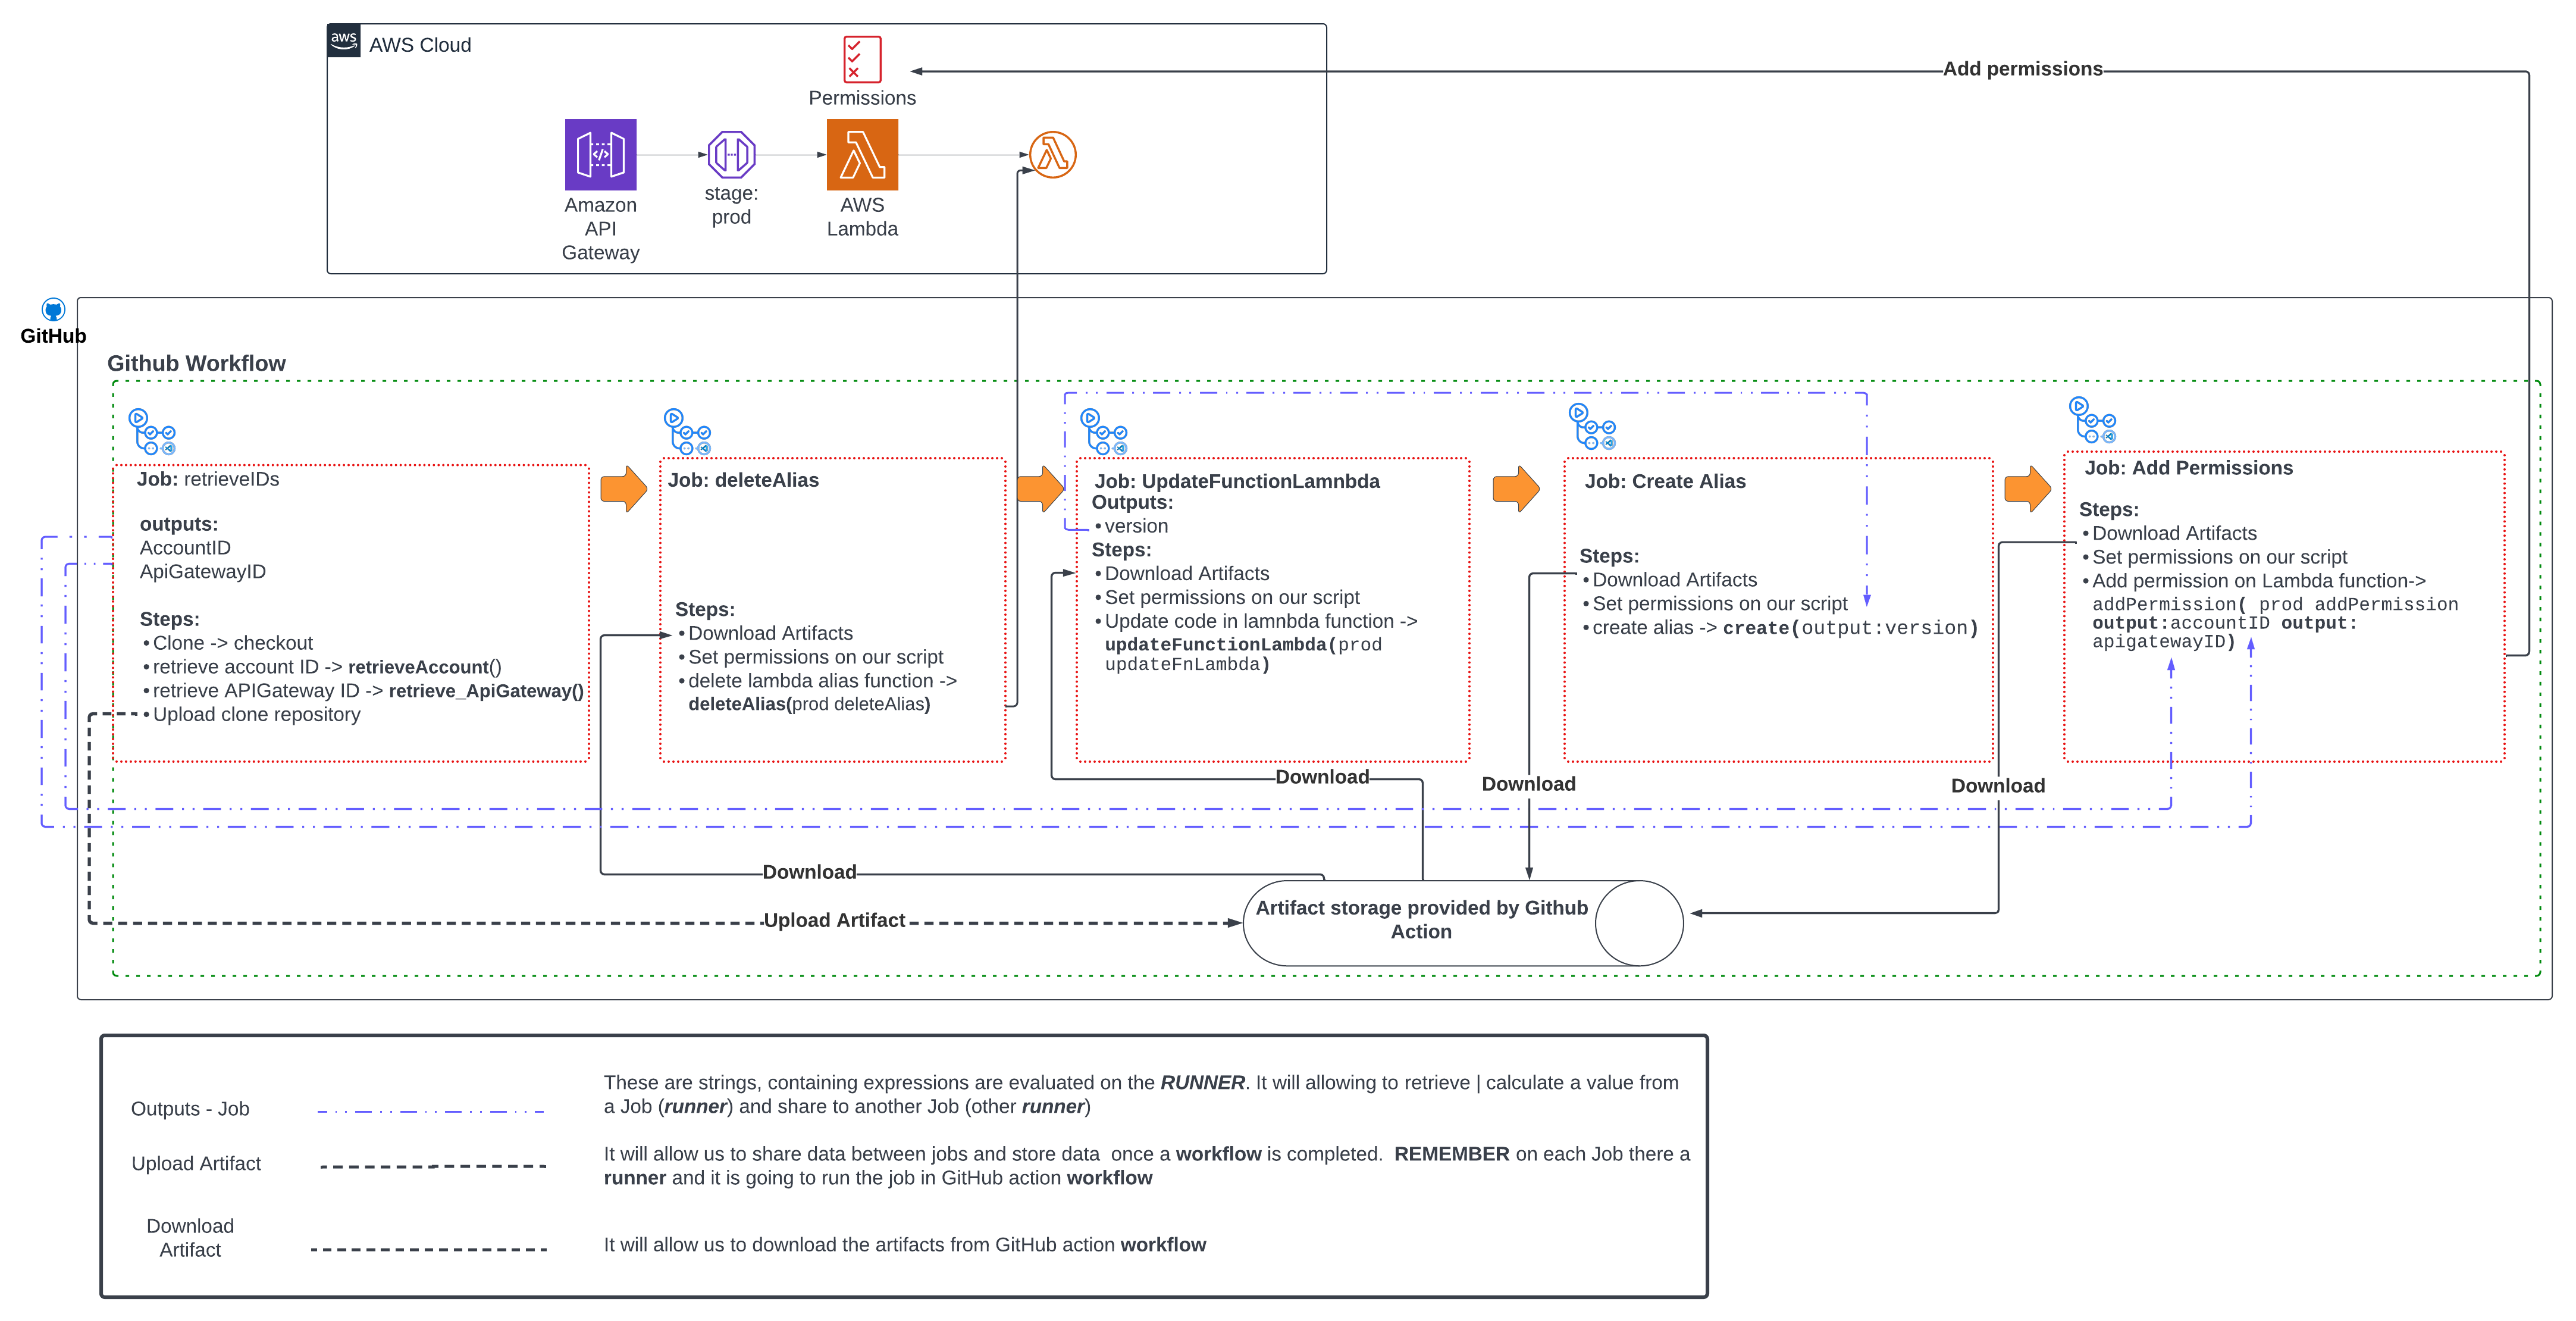 aws
AWS Cloud
Permissions
Add permissions
Amazon
API
Gateway
stage:
prod
AWS
Lambda
GitHub
Github Workflow
Job: retrieveIDs
outputs:
AccountID
ApiGatewayID
Steps:
• Clone -> checkout
• retrieve account ID -> retrieveAccount()
• retrieve APIGateway ID -> retrieve_ApiGateway()
• Upload clone repository
Job: deleteAlias
Steps:
• Download Artifacts
• Set permissions on our script
• delete lambda alias function ->
deleteAlias(prod deleteAlias)
Job: UpdateFunctionLamnbda
Outputs:
• version
Steps:
• Download Artifacts
• Set permissions on our script
• Update code in lamnbda function ->
updateFunctionLambda(prod
updateFnLambda)
Job: Create Alias
Steps:
• Download Artifacts
• Set permissions on our script
• create alias -> create(output:version)
Job: Add Permissions
Steps:
• Download Artifacts
• Set permissions on our script
• Add permission on Lambda function->
addPermission( prod addPermission
output:accountID output:
apigatewayID)
Download
Download
Download
Download
Upload Artifact
Artifact storage provided by Github
Action
Outputs - Job
These are strings, containing expressions are evaluated on the RUNNER. It will allowing to retrieve | calculate a value from
a Job (runner) and share to another Job (other runner)
Upload Artifact
It will allow us to share data between jobs and store data once a workflow is completed. REMEMBER on each Job there a
runner and it is going to run the job in GitHub action workflow
Download
Artifact
It will allow us to download the artifacts from GitHub action workflow